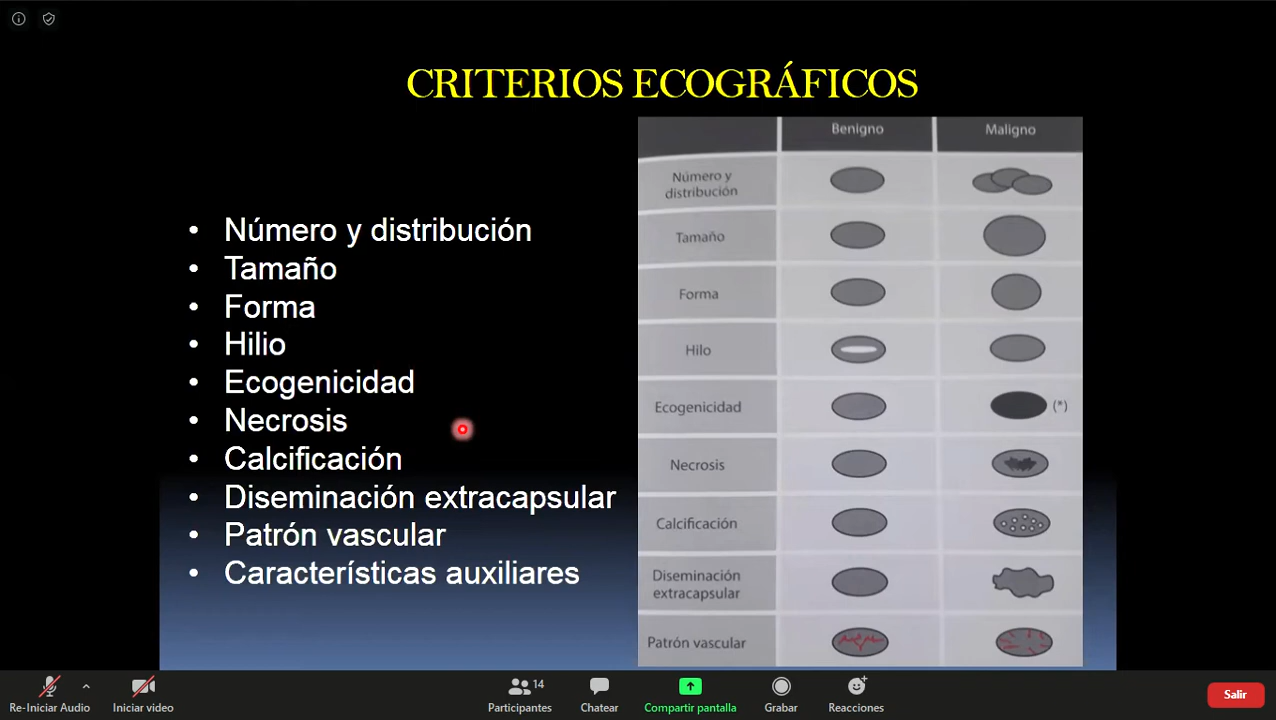 CRITERIOS ECOGRÁFICOS
• Número y distribución
• Tamaño
• Forma
• Hilio
• Ecogenicidad
• Necrosis
• Calcificación
• Diseminación extracapsular
• Patrón vascular
• Características auxiliares
Benigno Maligno
Número y
distribución
Tamaño
Forma
Hilo
Ecogenicidad (*)
Necrosis
Calcificación
Diseminación
extracapsular
Patrón vascular
Re-Iniciar Audio
Iniciar video
14
Participantes
Chatear
Compartir pantalla
Grabar
Reacciones
Salir